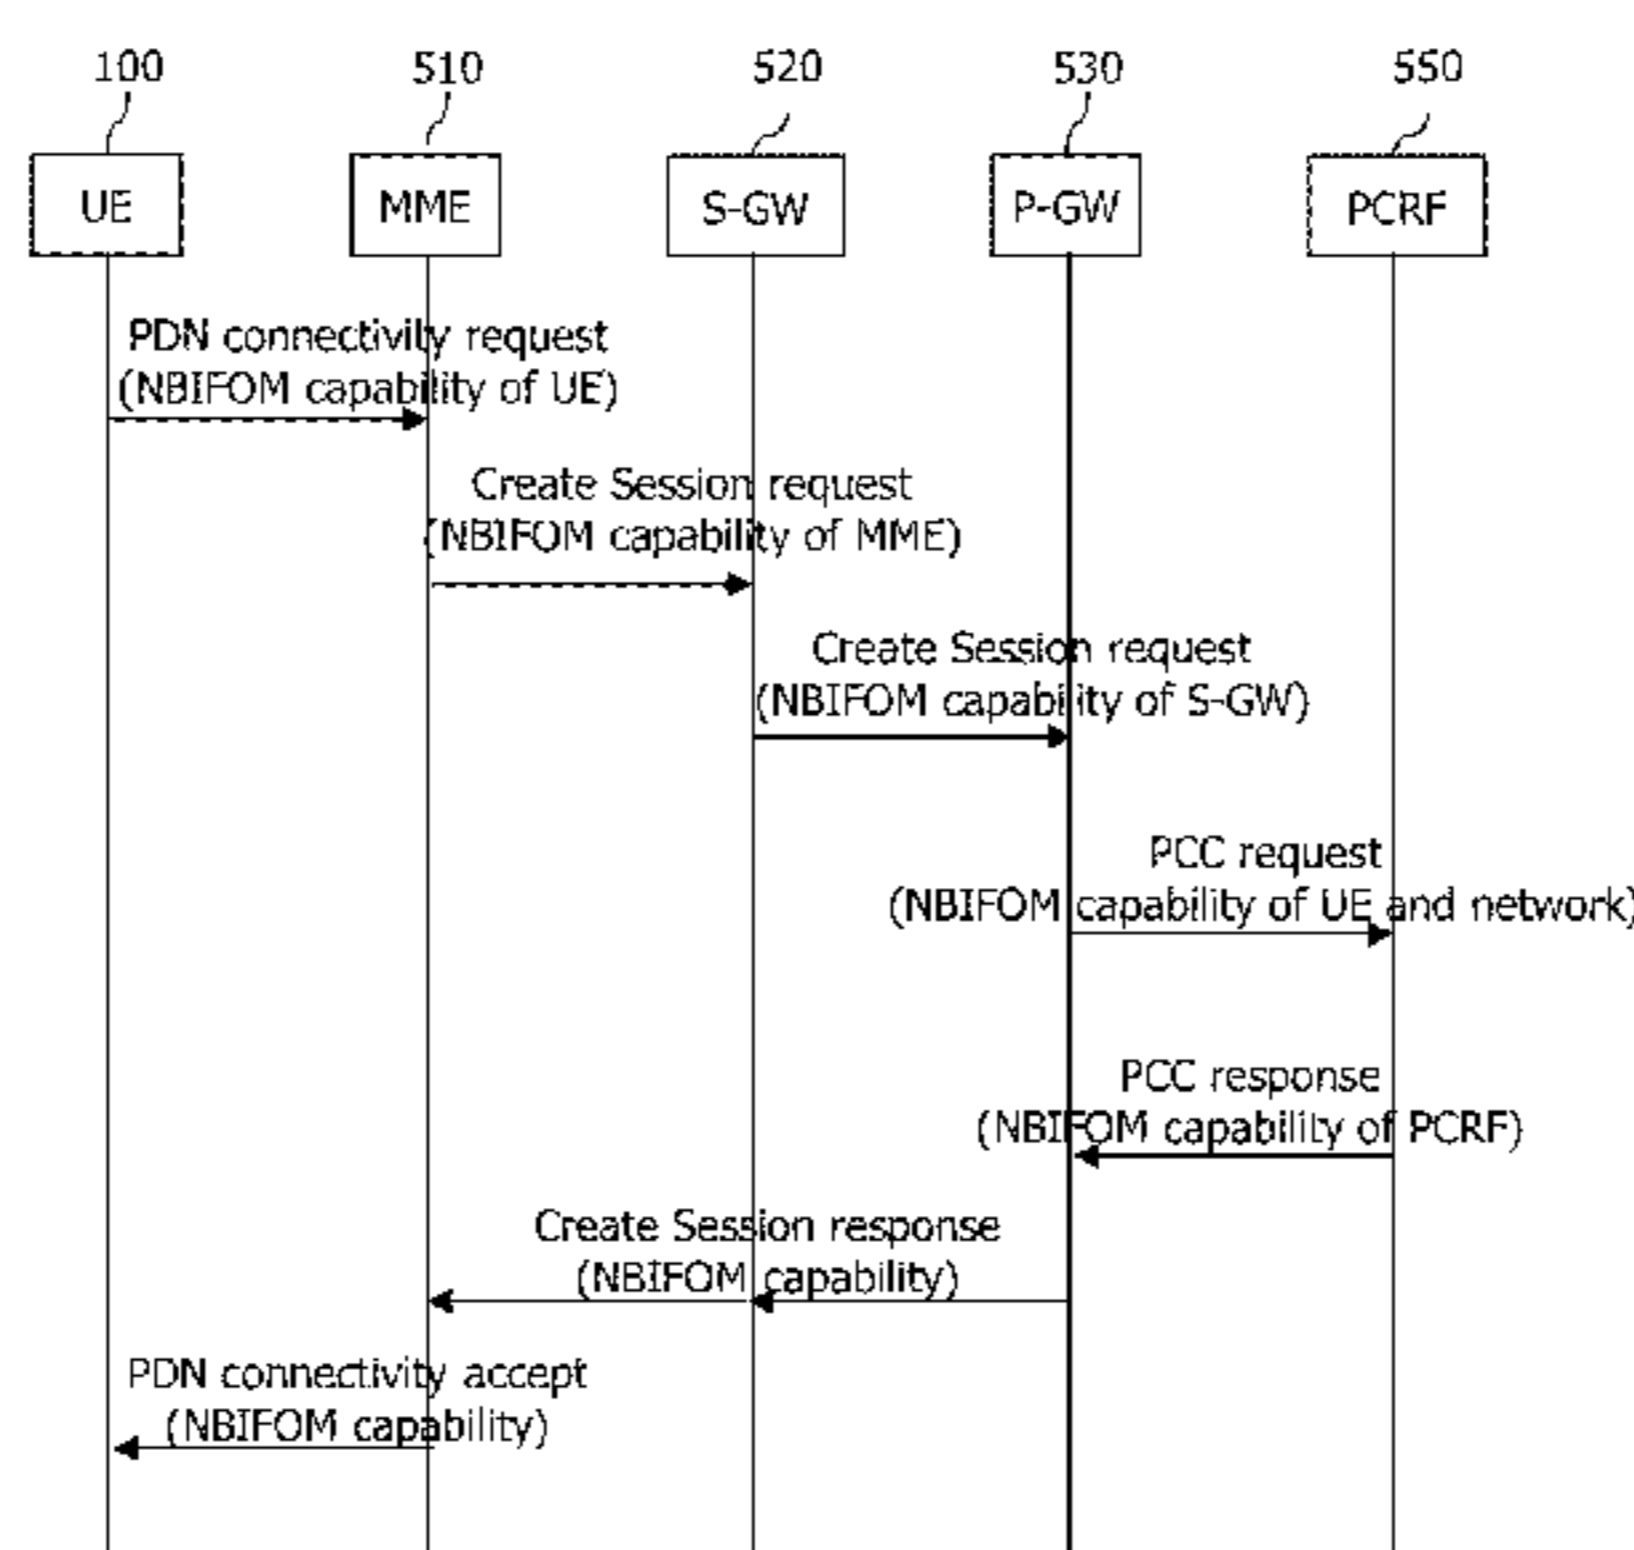 100 510 520 530 550
UE MME S-GW P-GW PCRF
PDN connectivity request
(NBIFOM capability of UE)
Create Session request
(NBIFOM capability of MME)
Create Session request
(NBIFOM capability of S-GW)
PCC request
(NBIFOM capability of UE and network)
PCC response
(NBIFOM capability of PCRF)
Create Session response
(NBIFOM capability)
PDN connectivity accept
(NBIFOM capability)